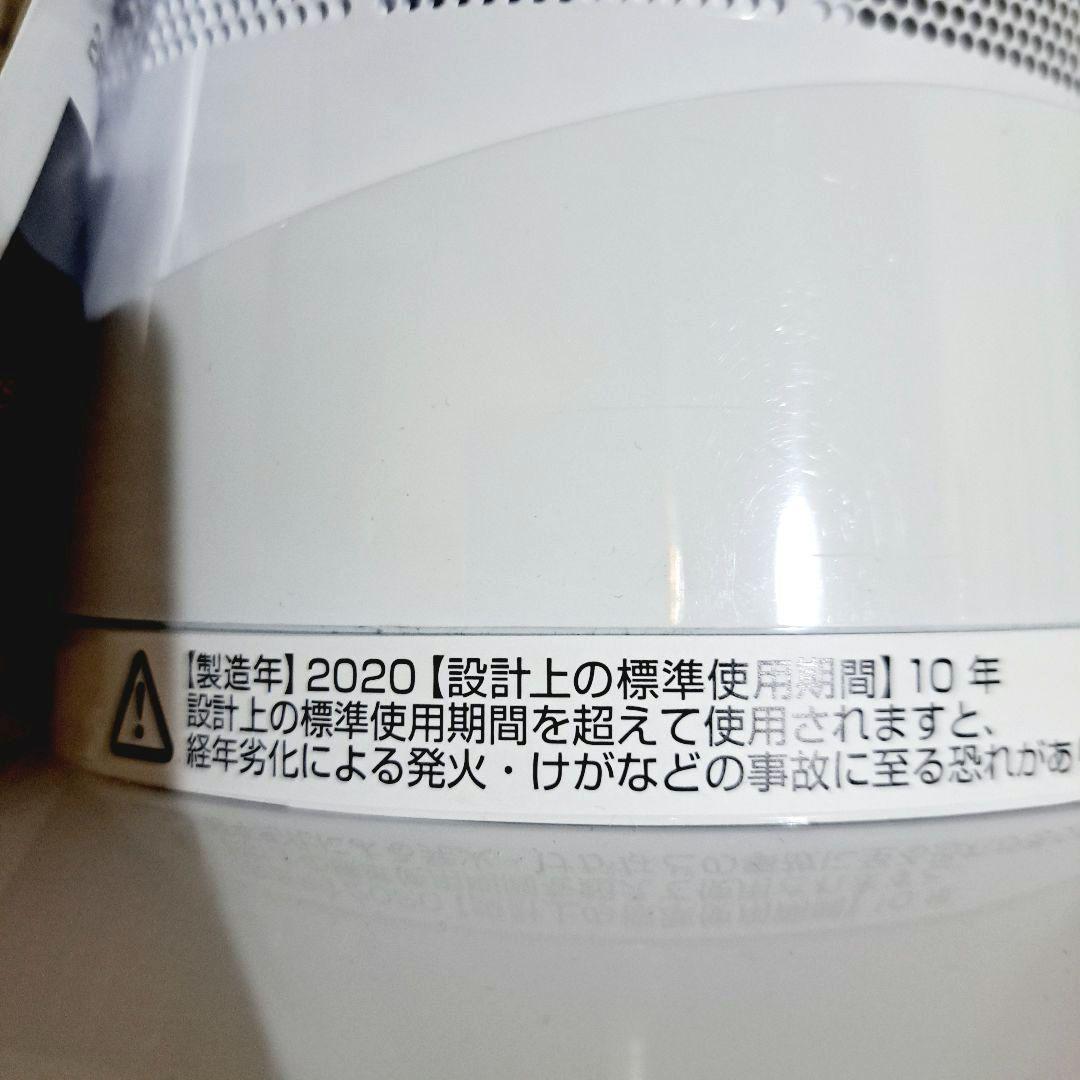 【製造年】2020【設計上の標準使用期間】10年
設計上の標準使用期間を超えて使用されますと、
経年劣化による発火・けがなどの事故に至る恐れがあ